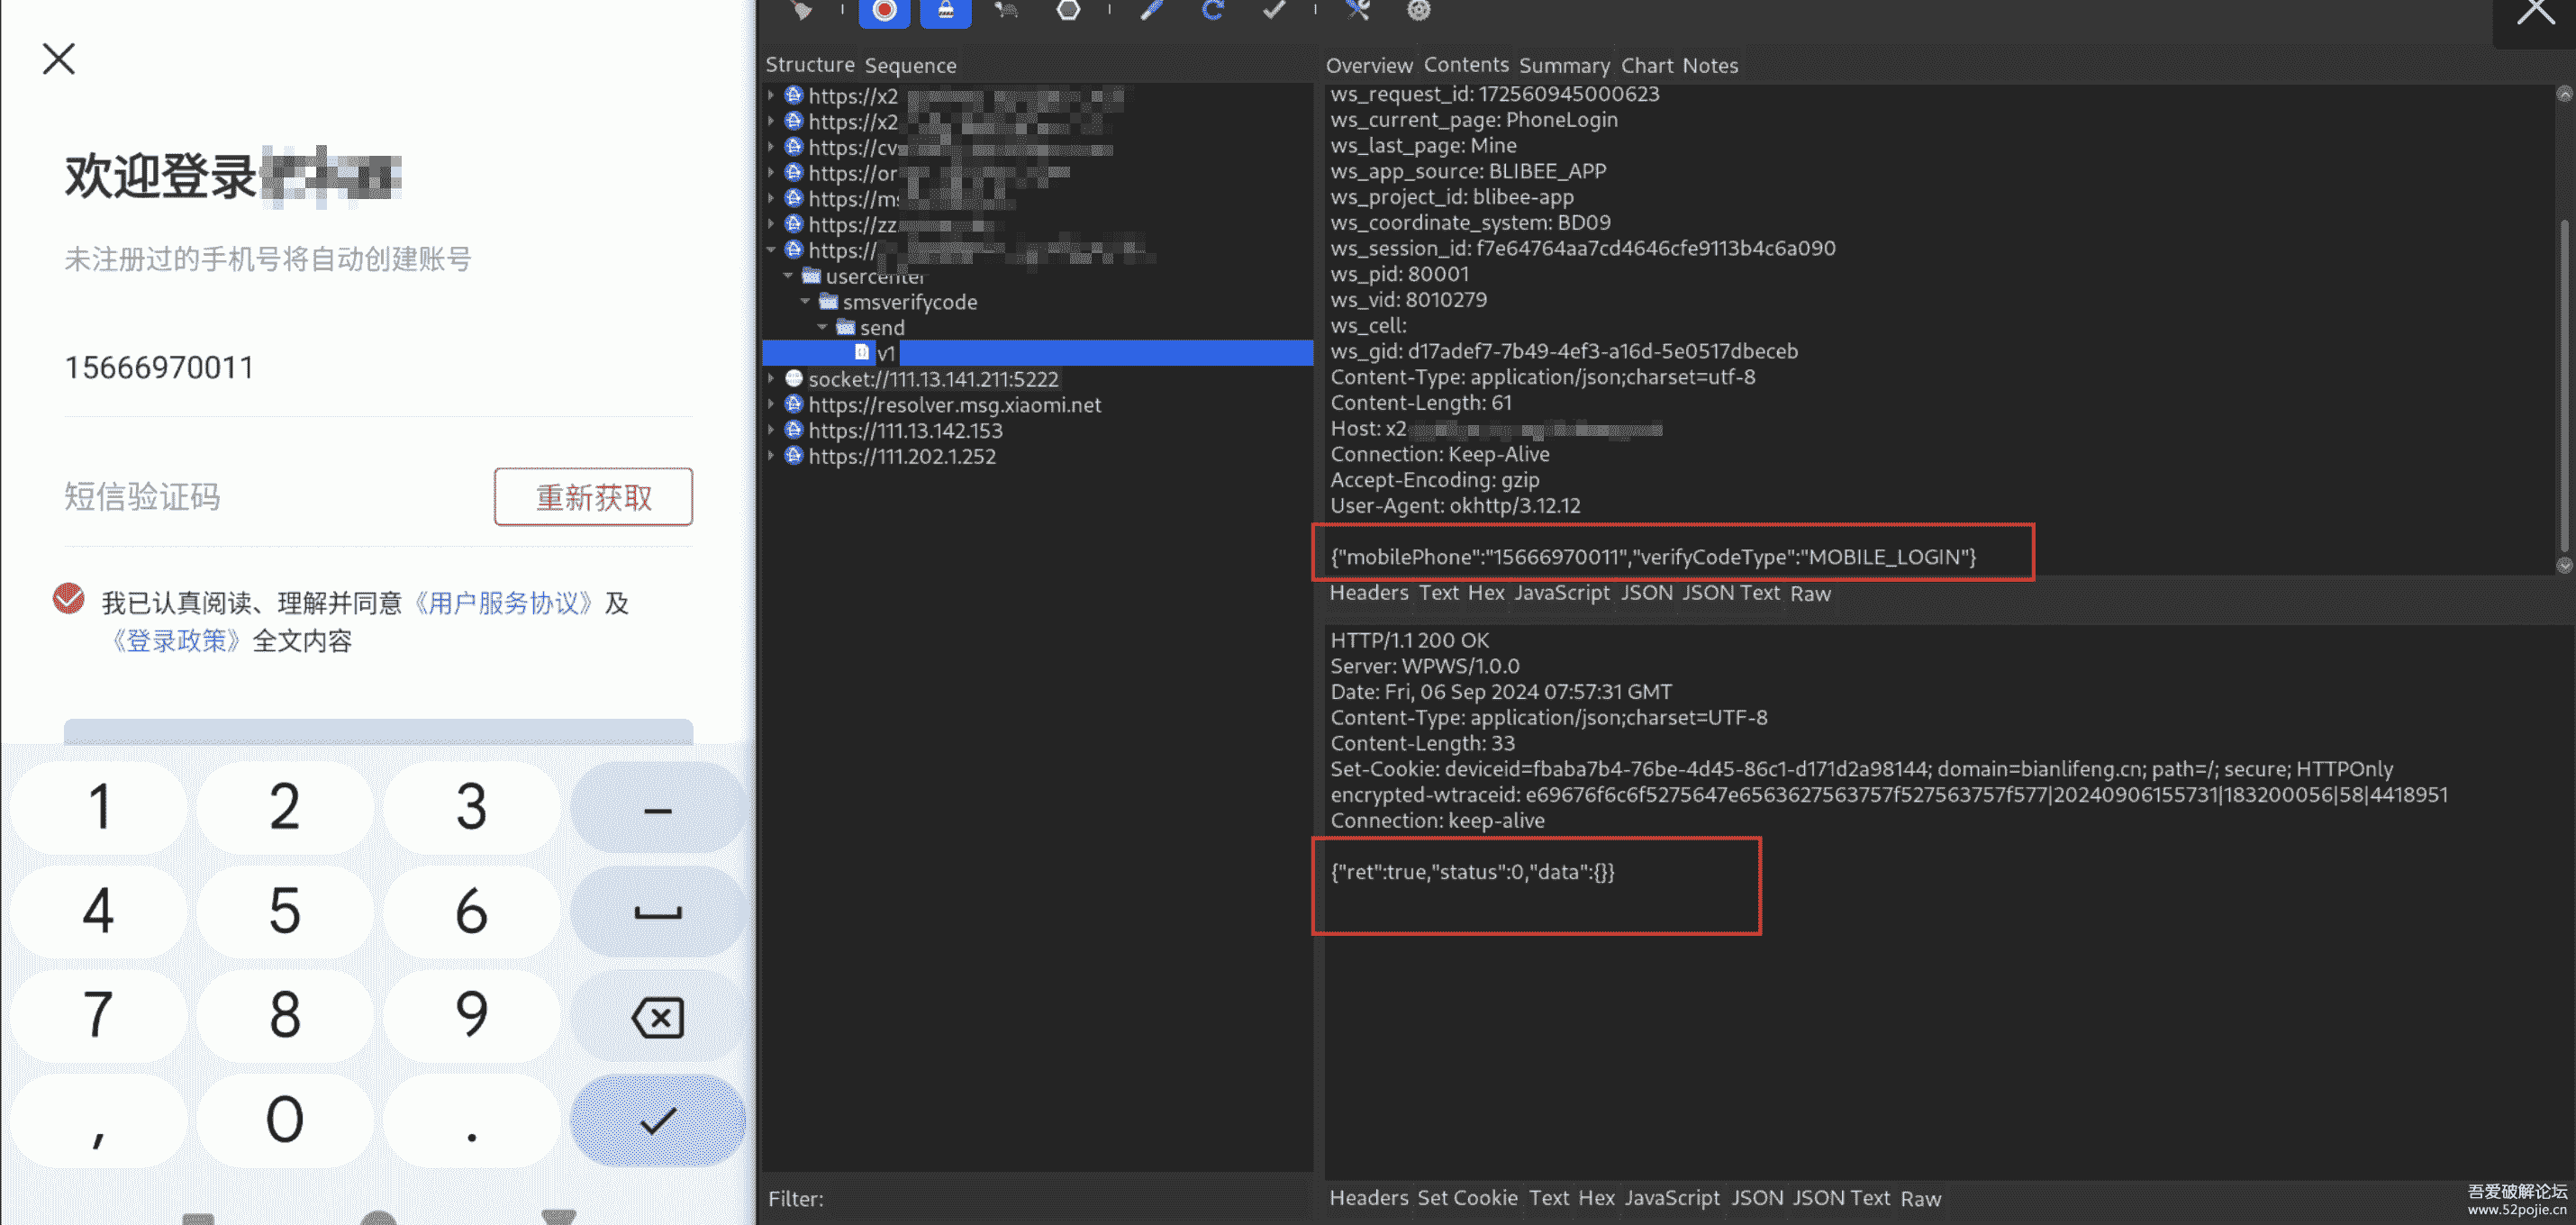 欢迎登录
未注册过的手机号将自动创建账号
15666970011
短信验证码
重新获取
我已认真阅读、理解并同意《用户服务协议》及
《登录政策》全文内容
1
2
3
4
5
6
7
8
9
,
0
.
Structure Sequence
https://x2
https://x2
https://cv
https://or
https://m
https://zz
https://
usercenter
smsverifycode
send
v1
socket://111.13.141.211:5222
https://resolver.msg.xiaomi.net
https://111.13.142.153
https://111.202.1.252
Filter:
Overview Contents Summary Chart Notes
ws_request_id: 172560945000623
ws_current_page: PhoneLogin
ws_last_page: Mine
ws_app_source: BLIBEE_APP
ws_project_id: blibee-app
ws_coordinate_system: BD09
ws_session_id: f7e64764aa7cd4646cfe9113b4c6a090
ws_pid: 80001
ws_vid: 8010279
ws_cell:
ws_gid: d17adef7-7b49-4ef3-a16d-5e0517dbeceb
Content-Type: application/json;charset=utf-8
Content-Length: 61
Host: x2
Connection: Keep-Alive
Accept-Encoding: gzip
User-Agent: okhttp/3.12.12
{"mobilePhone":"15666970011","verifyCodeType":"MOBILE_LOGIN"}
Headers Text Hex JavaScript JSON JSON Text Raw
HTTP/1.1 200 OK
Server: WPWS/1.0.0
Date: Fri, 06 Sep 2024 07:57:31 GMT
Content-Type: application/json;charset=UTF-8
Content-Length: 33
Set-Cookie: deviceid=fbaba7b4-76be-4d45-86c1-d171d2a98144; domain=bianlifeng.cn; path=/; secure; HTTPOnly
encrypted-wtraceid: e69676f6c6f5275647e6563627563757f527563757f577|20240906155731|183200056|58|4418951
Connection: keep-alive
{"ret":true,"status":0,"data":{}}
Headers Set Cookie Text Hex JavaScript JSON JSON Text Raw
吾爱破解论坛
www.52pojie.cn